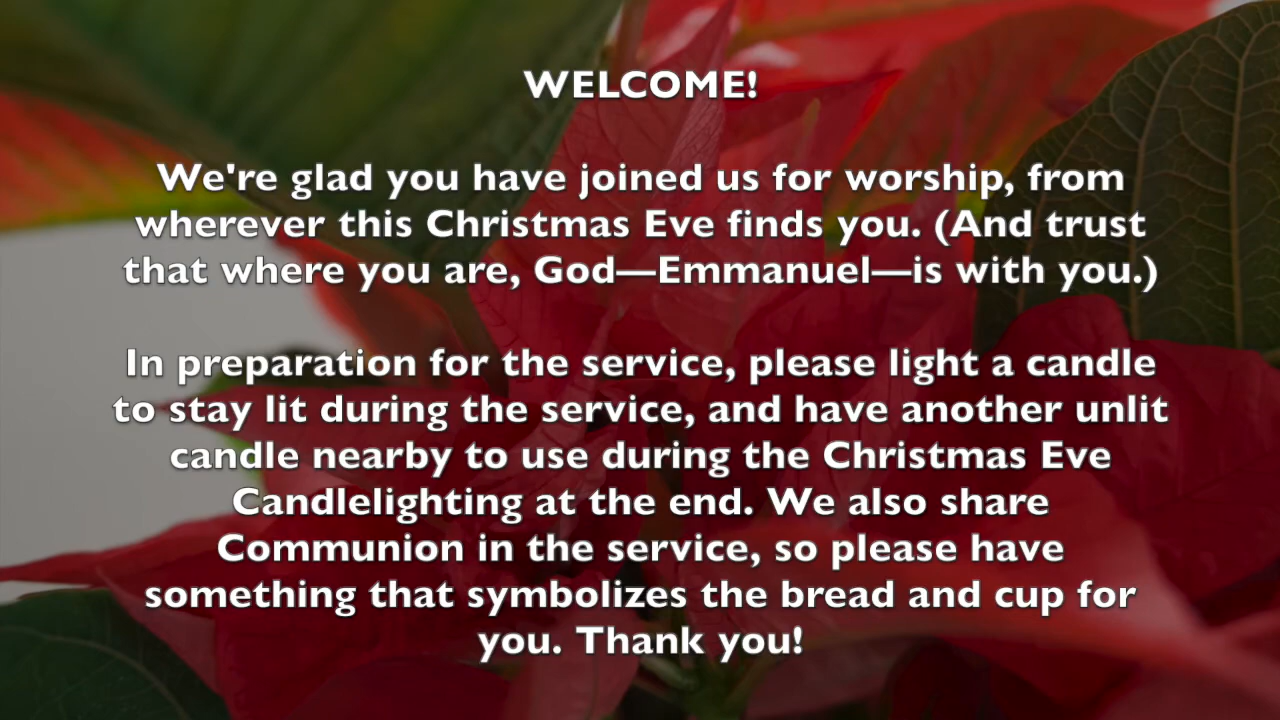 WELCOME!
We're glad you have joined us for worship, from
wherever this Christmas Eve finds you. (And trust
that where you are, God—Emmanuel—is with you.)
In preparation for the service, please light a candle
to stay lit during the service, and have another unlit
candle nearby to use during the Christmas Eve
Candlelighting at the end. We also share
Communion in the service, so please have
something that symbolizes the bread and cup for
you. Thank you!